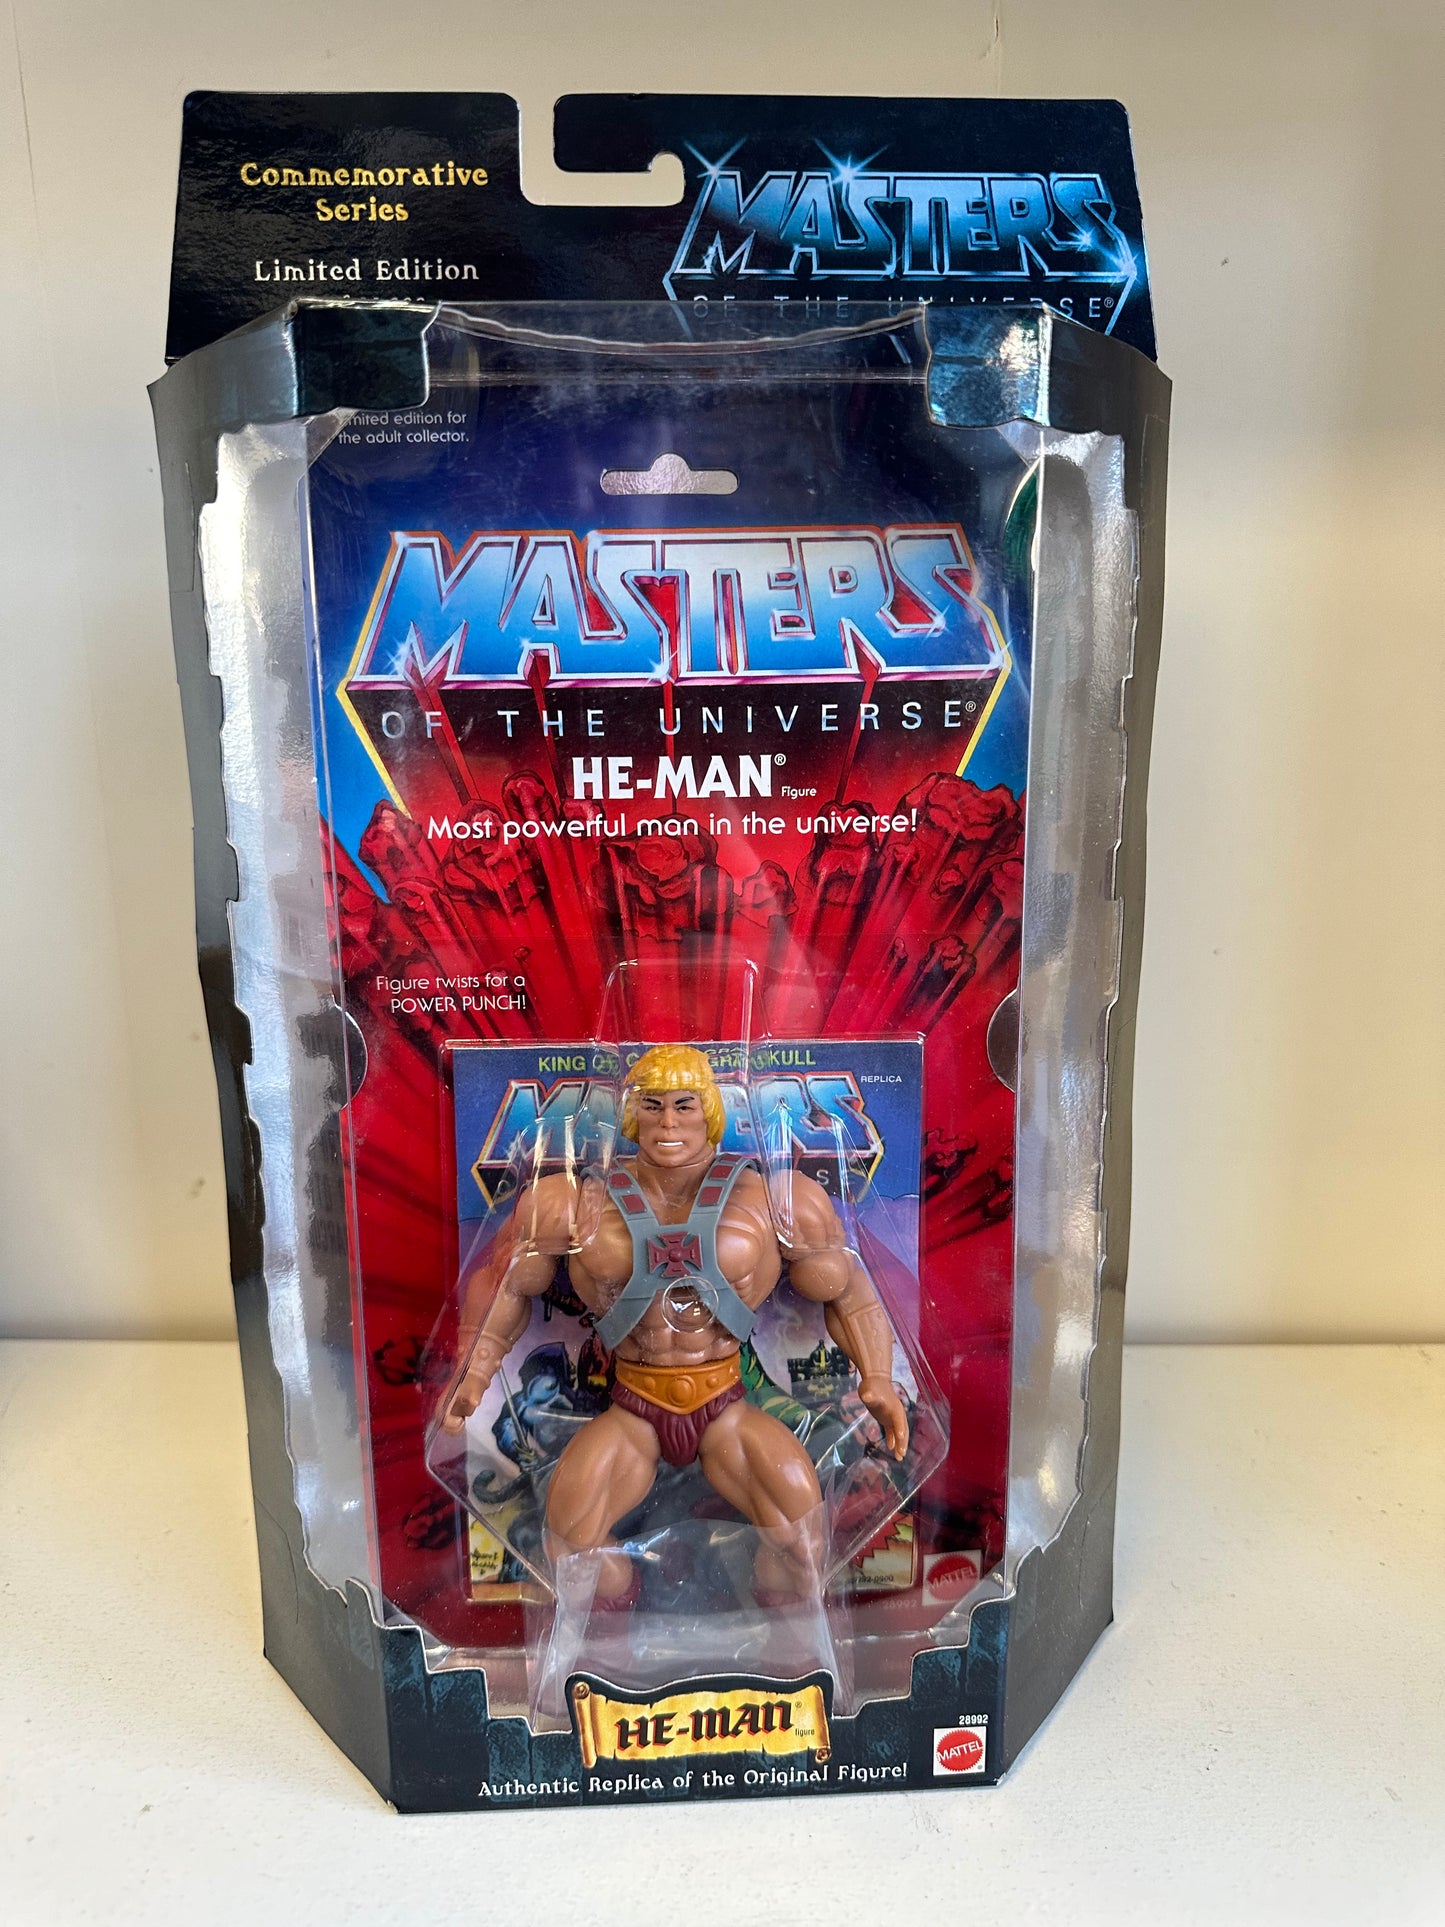 Commemorative
Series
Limited Edition
MASTERS
OF THE UNIVERSE®
edition for
the adult collector.
MASTERS
OF THE UNIVERSE®
HE-MAN®
Figure
Most powerful man in the universe!
Figure twists for a
POWER PUNCH!
KING
REPLICA
28992
MATTEL
HE-MAN®
figure
Authentic Replica of the Original Figure!
28992
MATTEL